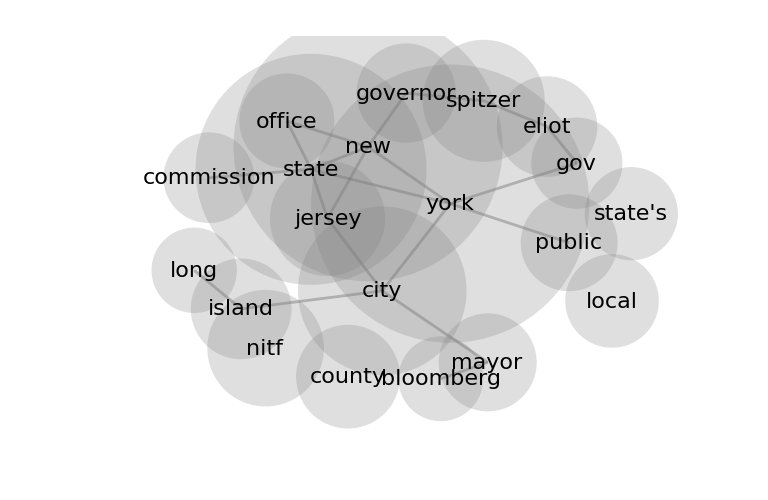 governor
spitzer
office
eliot
new
gov
state
commission
york
state's
jersey
public
long
city
local
island
nitf
mayor
county
bloomberg